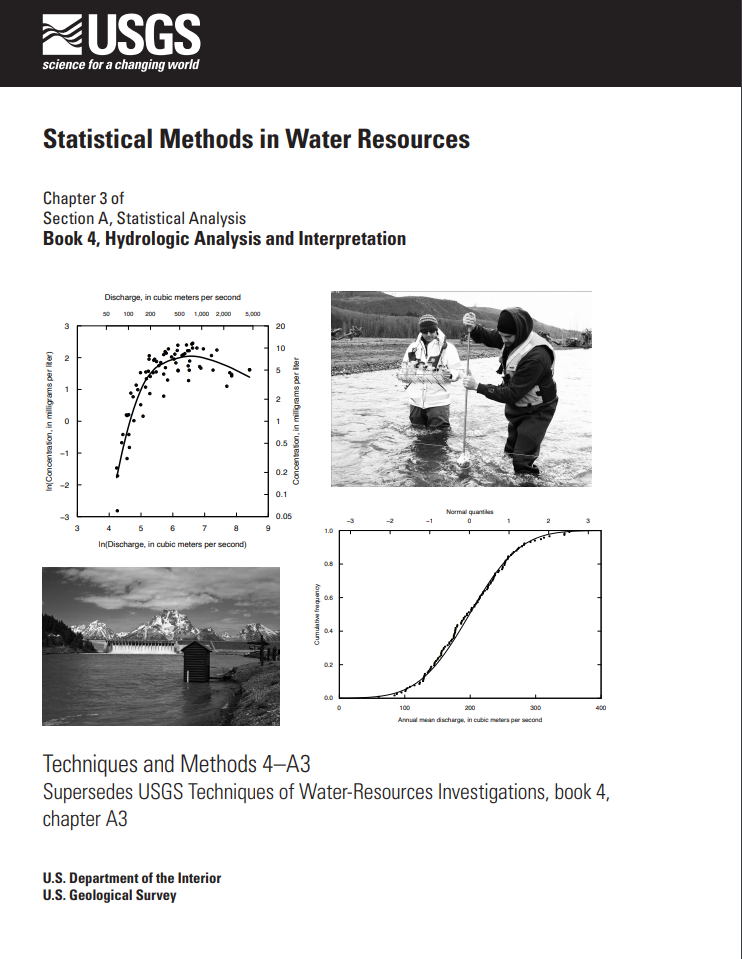 USGS
science for a changing world
Statistical Methods in Water Resources
Chapter 3 of
Section A, Statistical Analysis
Book 4, Hydrologic Analysis and Interpretation
Discharge, in cubic meters per second
50 100 200 500 1,000 2,000 5,000
3
2
1
0
−1
−2
−3
ln(Concentration, in milligrams per liter)
20
10
5
2
1
0.5
0.2
0.1
0.05
Concentration, in milligrams per liter
3 4 5 6 7 8 9
ln(Discharge, in cubic meters per second)
Normal quantiles
−3 −2 −1 0 1 2 3
1.0
0.8
0.6
0.4
0.2
0.0
Cumulative frequency
0 100 200 300 400
Annual mean discharge, in cubic meters per second
Techniques and Methods 4–A3
Supersedes USGS Techniques of Water-Resources Investigations, book 4,
chapter A3
U.S. Department of the Interior
U.S. Geological Survey